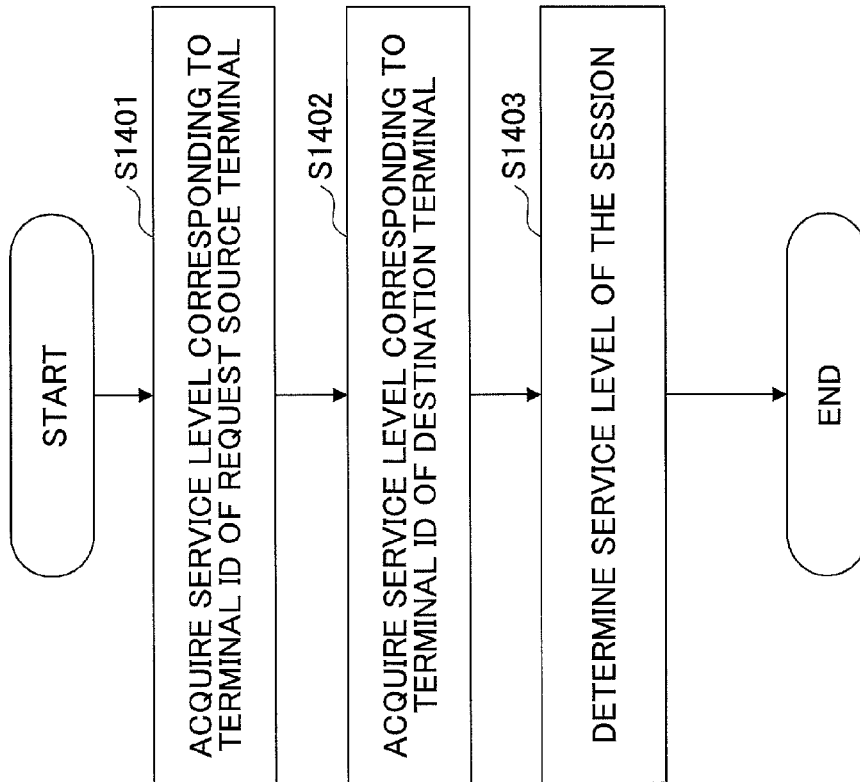 START
S1401
ACQUIRE SERVICE LEVEL CORRESPONDING TO
TERMINAL ID OF REQUEST SOURCE TERMINAL
S1402
ACQUIRE SERVICE LEVEL CORRESPONDING TO
TERMINAL ID OF DESTINATION TERMINAL
S1403
DETERMINE SERVICE LEVEL OF THE SESSION
END